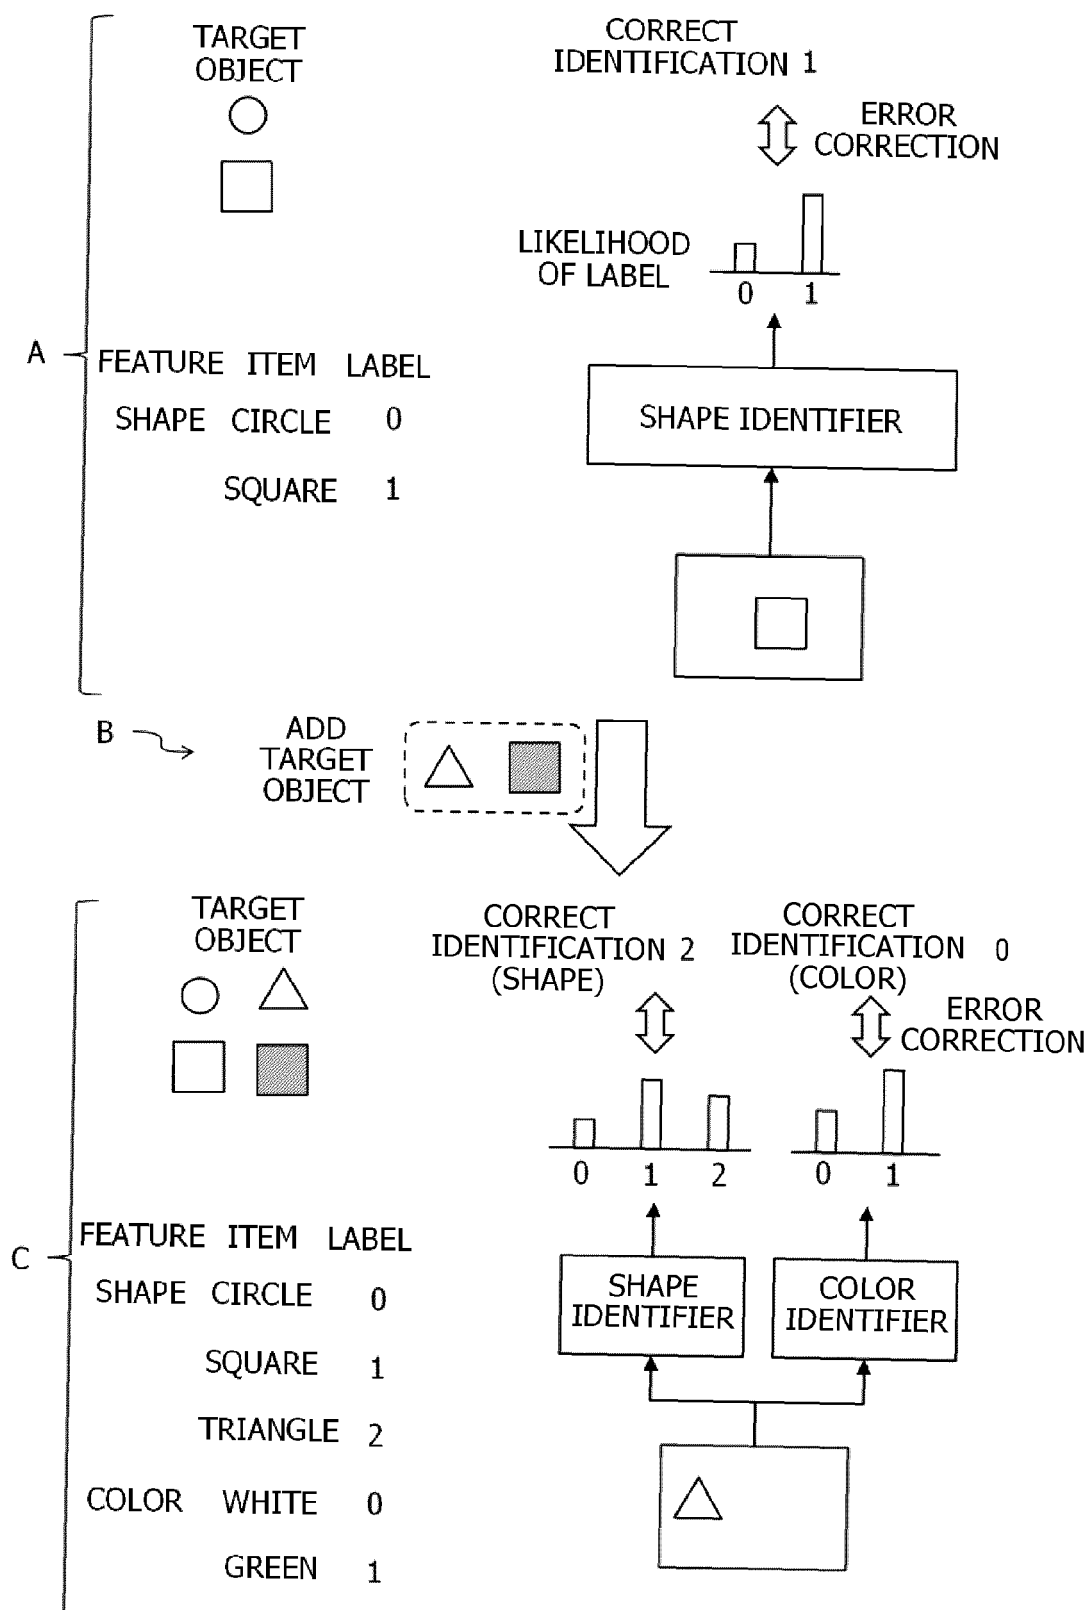 TARGET
OBJECT
CORRECT
IDENTIFICATION 1
ERROR
CORRECTION
LIKELIHOOD
OF LABEL
0 1
A
FEATURE ITEM LABEL
SHAPE CIRCLE 0
SQUARE 1
SHAPE IDENTIFIER
B
ADD
TARGET
OBJECT
TARGET
OBJECT
CORRECT
IDENTIFICATION 2
(SHAPE)
CORRECT
IDENTIFICATION 0
(COLOR)
ERROR
CORRECTION
0 1 2
0 1
C
FEATURE ITEM LABEL
SHAPE CIRCLE 0
SQUARE 1
TRIANGLE 2
COLOR WHITE 0
GREEN 1
SHAPE
IDENTIFIER
COLOR
IDENTIFIER